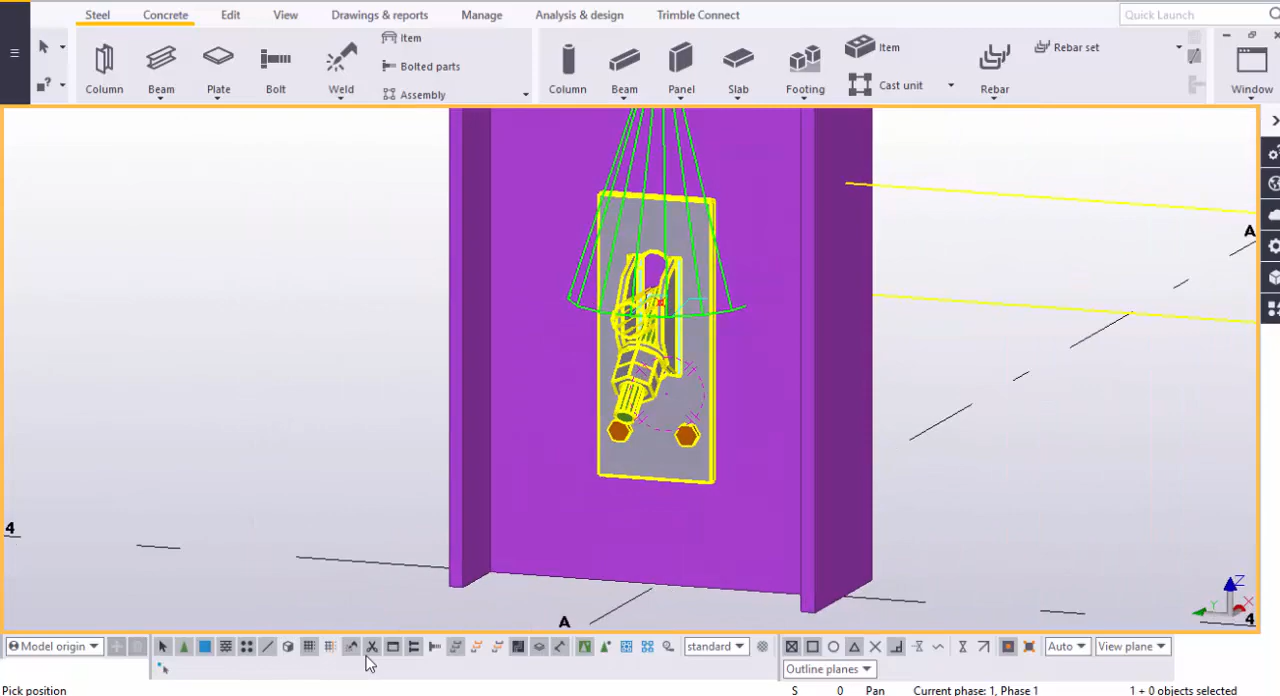 Steel Concrete Edit View Drawings & reports Manage Analysis & design Trimble Connect Quick Launch
Item Item Rebar set
Bolted parts
Column Beam Plate Bolt Weld Assembly Column Beam Panel Slab Footing Cast unit Rebar Window
A
4
A
Z
Y
X
4
Model origin standard Auto View plane
Outline planes
Pick position S 0 Pan Current phase: 1, Phase 1 1 + 0 objects selected